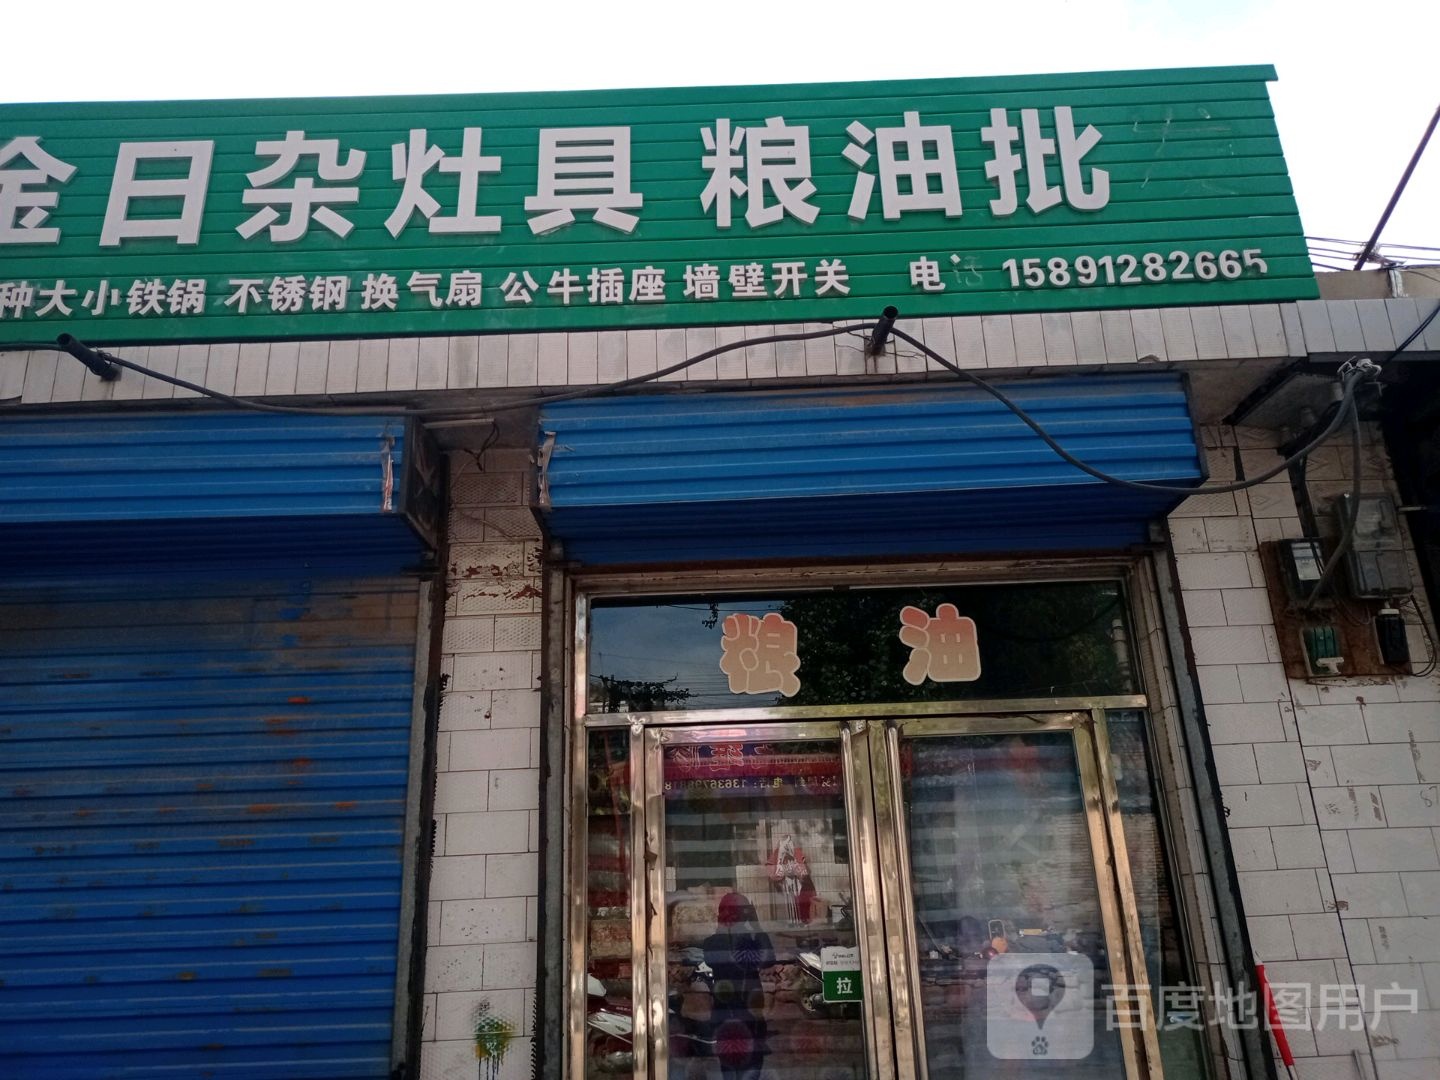 金日杂灶具 粮油批
种大小铁锅 不锈钢 换气扇 公牛插座 墙壁开关 电话 15891282665
粮 油
拉
百度地图用户